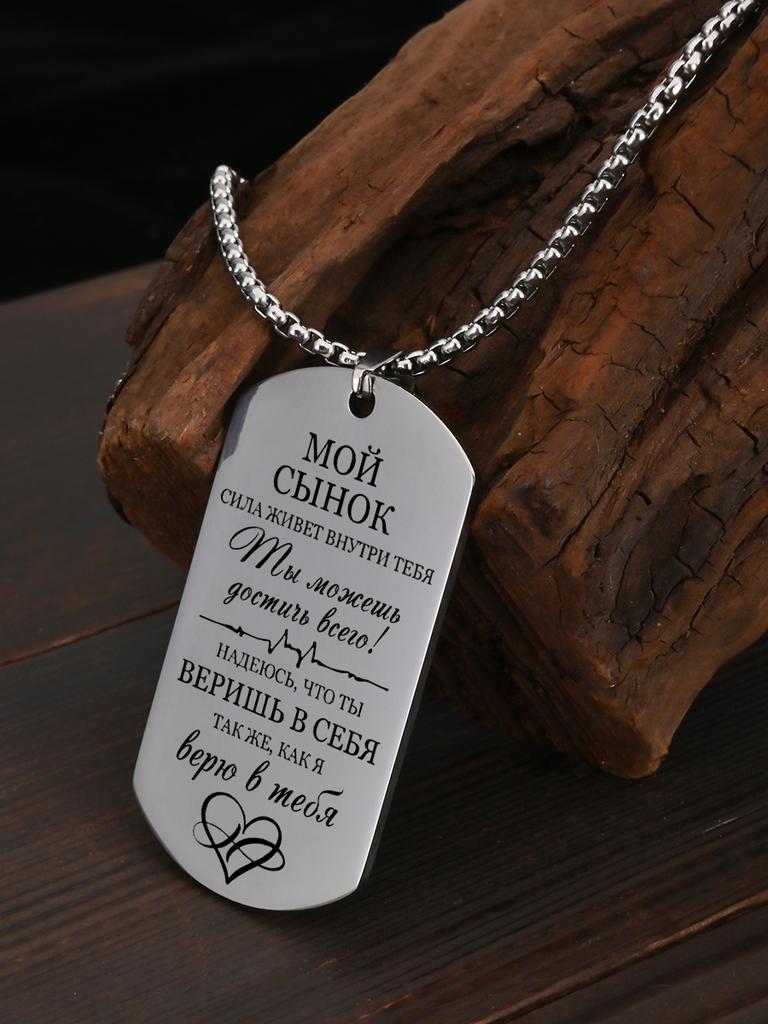 МОЙ
СЫНОК
СИЛА ЖИВЕТ ВНУТРИ ТЕБЯ
Ты можешь
достичь всего!
НАДЕЮСЬ, ЧТО ТЫ
ВЕРИШЬ В СЕБЯ
ТАК ЖЕ, КАК Я
верю в тебя